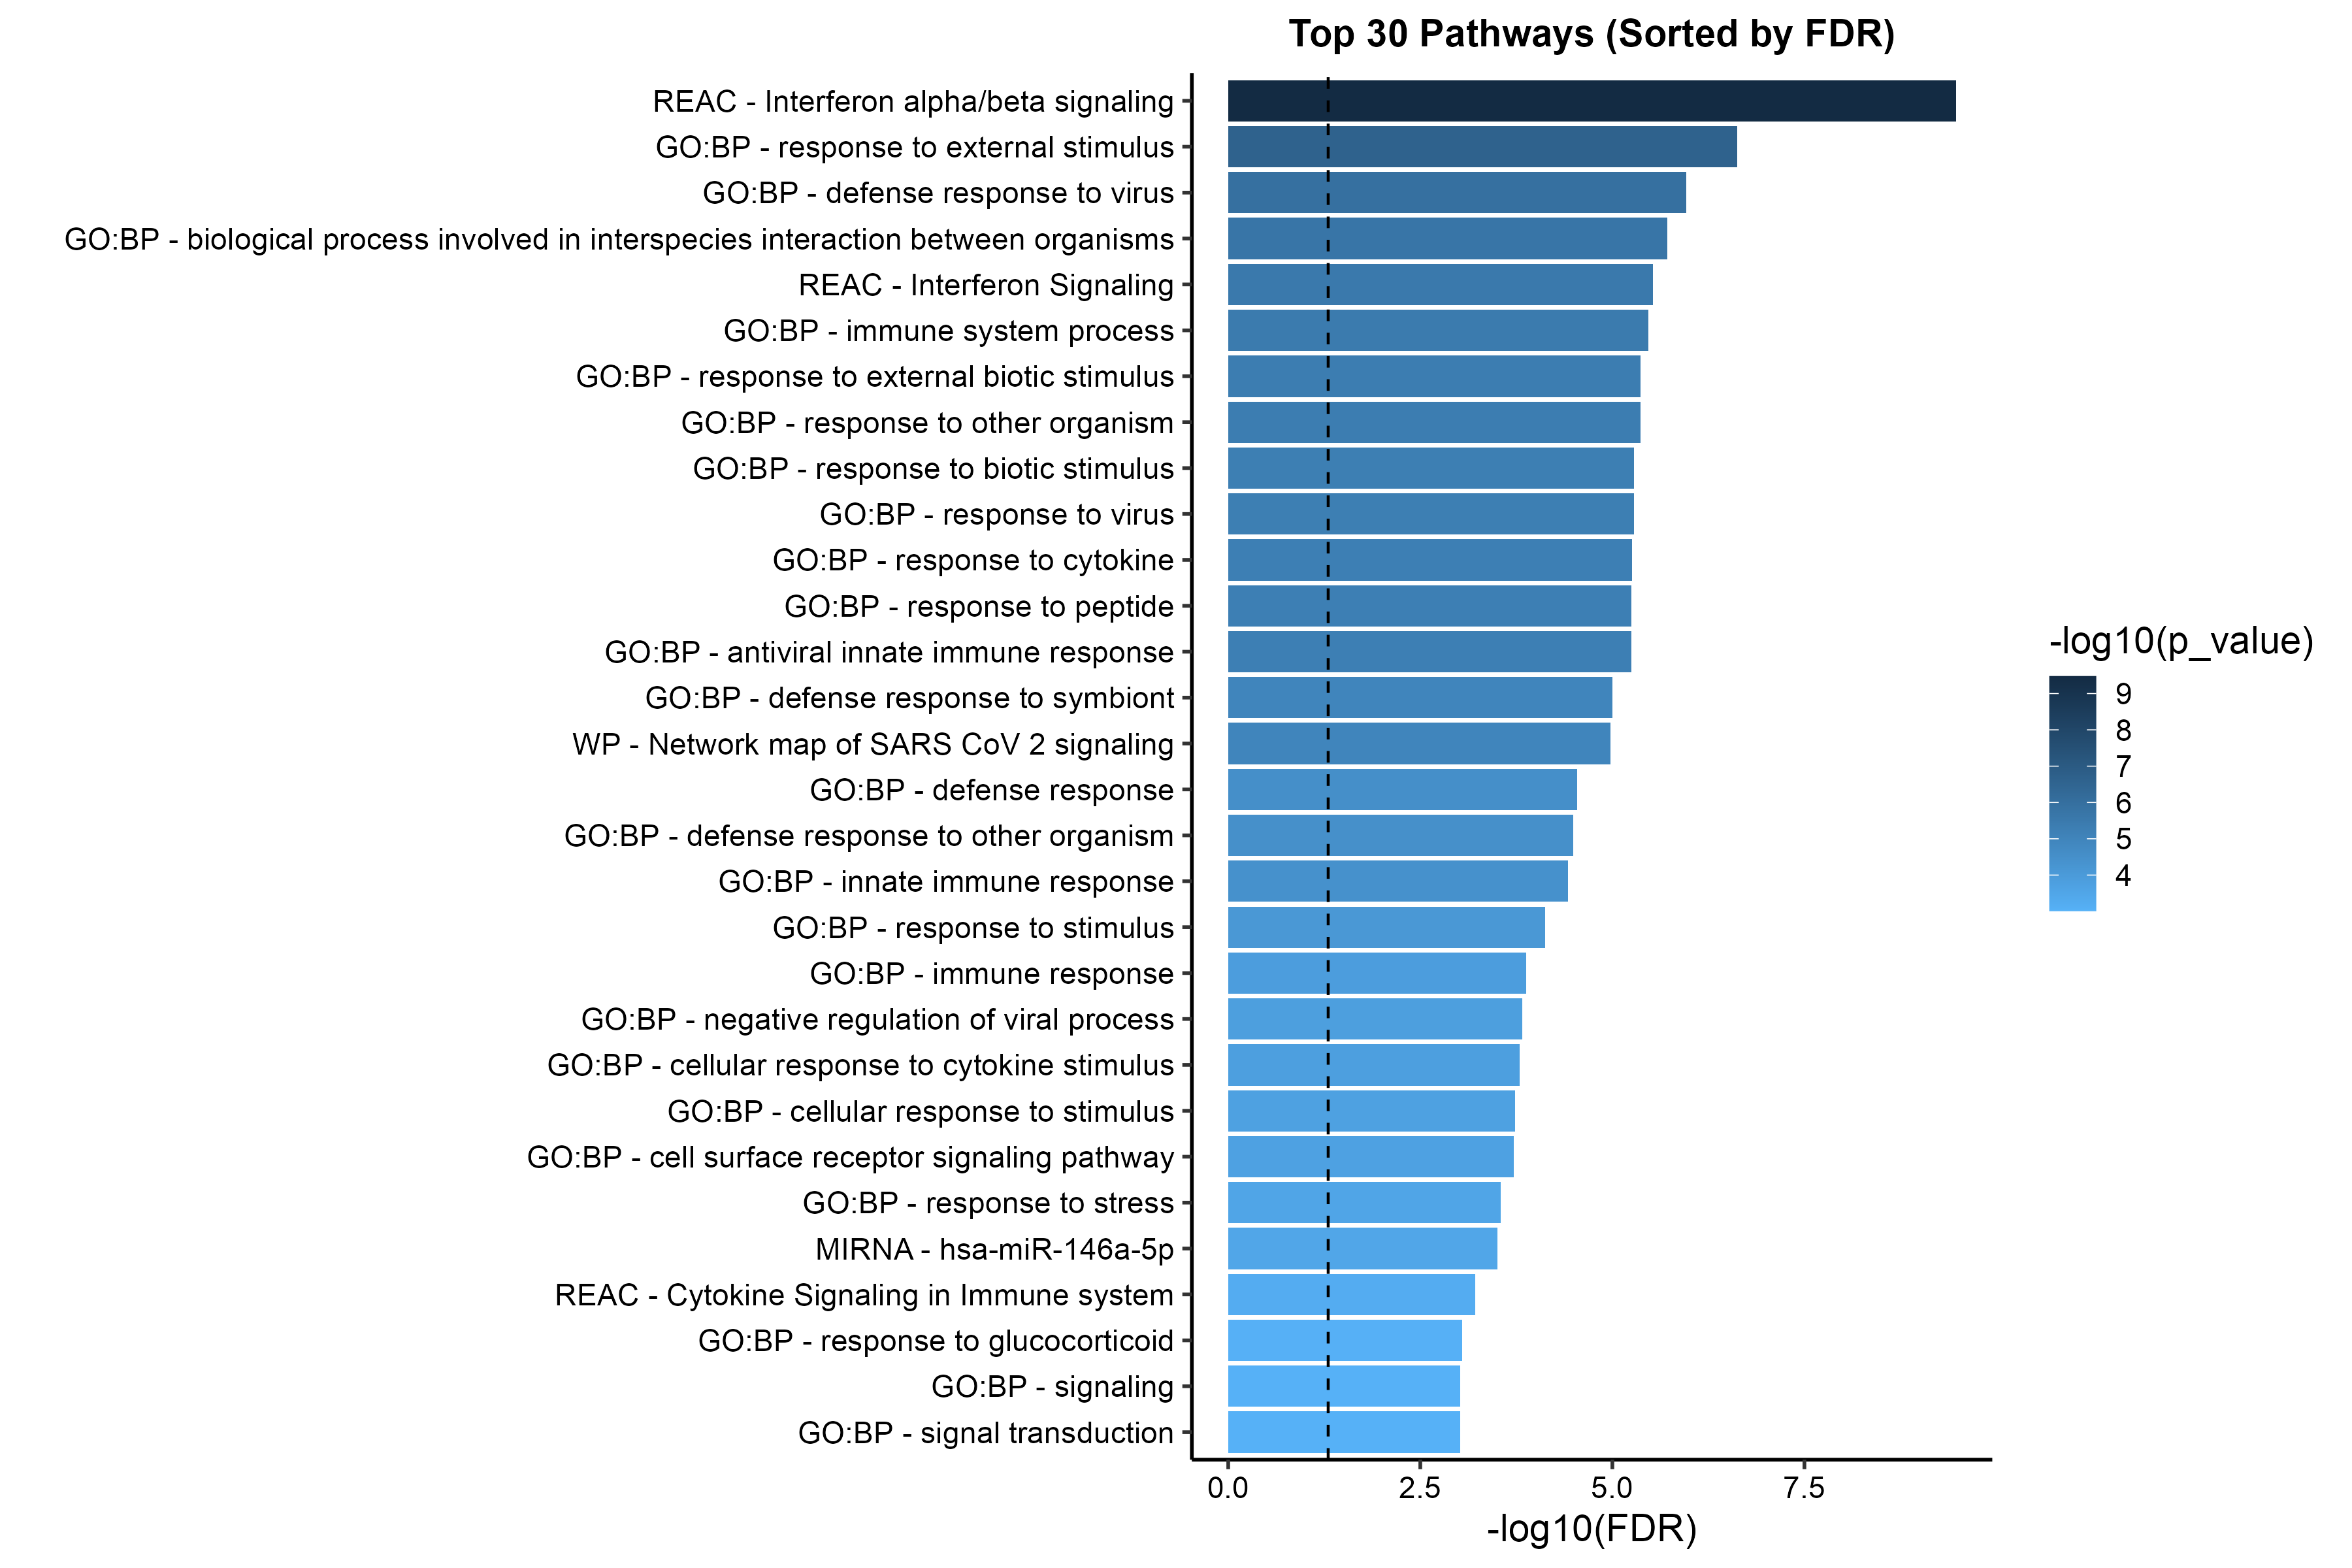 Top 30 Pathways (Sorted by FDR)
REAC - Interferon alpha/beta signaling
GO:BP - response to external stimulus
GO:BP - defense response to virus
GO:BP - biological process involved in interspecies interaction between organisms
REAC - Interferon Signaling
GO:BP - immune system process
GO:BP - response to external biotic stimulus
GO:BP - response to other organism
GO:BP - response to biotic stimulus
GO:BP - response to virus
GO:BP - response to cytokine
GO:BP - response to peptide
GO:BP - antiviral innate immune response
GO:BP - defense response to symbiont
WP - Network map of SARS CoV 2 signaling
GO:BP - defense response
GO:BP - defense response to other organism
GO:BP - innate immune response
GO:BP - response to stimulus
GO:BP - immune response
GO:BP - negative regulation of viral process
GO:BP - cellular response to cytokine stimulus
GO:BP - cellular response to stimulus
GO:BP - cell surface receptor signaling pathway
GO:BP - response to stress
MIRNA - hsa-miR-146a-5p
REAC - Cytokine Signaling in Immune system
GO:BP - response to glucocorticoid
GO:BP - signaling
GO:BP - signal transduction
0.0 2.5 5.0 7.5
-log10(FDR)
-log10(p_value)
9
8
7
6
5
4